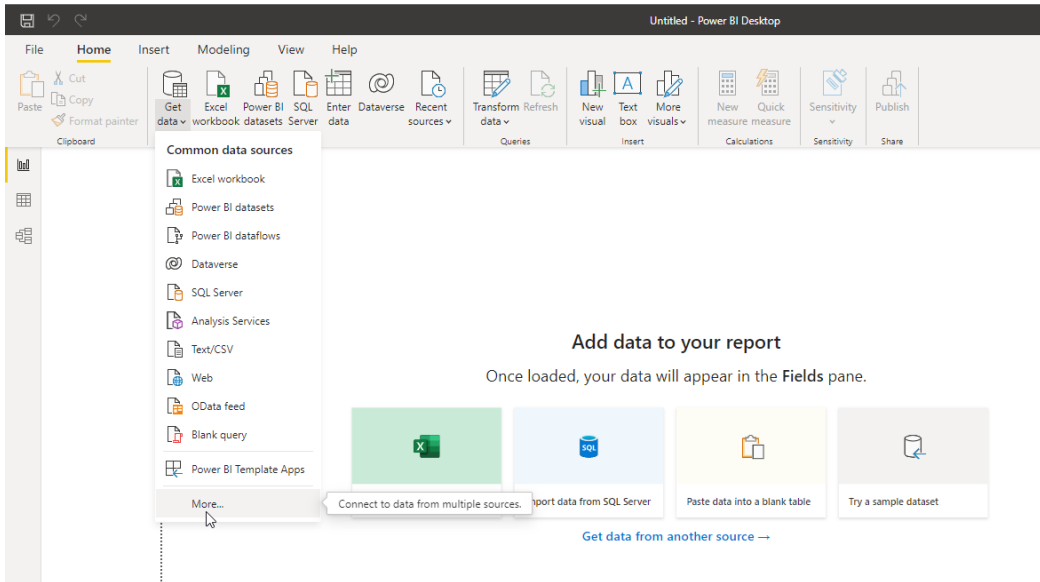 Untitled - Power BI Desktop
File Home Insert Modeling View Help
Paste
Cut
Copy
Format painter
Clipboard
Get data
Excel workbook
Power BI datasets
SQL Server
Enter data
Dataverse
Recent sources
Transform data
Refresh
Queries
New visual
Text box
More visuals
Insert
New measure
Quick measure
Calculations
Sensitivity
Sensitivity
Publish
Share
Common data sources
Excel workbook
Power BI datasets
Power BI dataflows
Dataverse
SQL Server
Analysis Services
Text/CSV
Web
OData feed
Blank query
Power BI Template Apps
More...
Connect to data from multiple sources.
Add data to your report
Once loaded, your data will appear in the Fields pane.
SQL
port data from SQL Server
Paste data into a blank table
Try a sample dataset
Get data from another source →